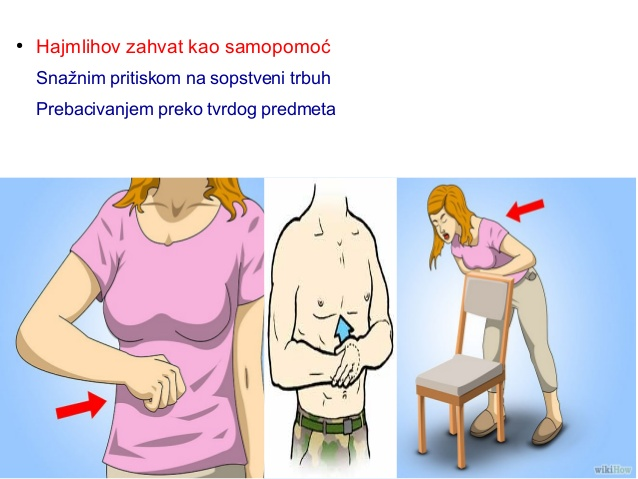 • Hajmlihov zahvat kao samopomoć
Snažnim pritiskom na sopstveni trbuh
Prebacivanjem preko tvrdog predmeta
wikiHow